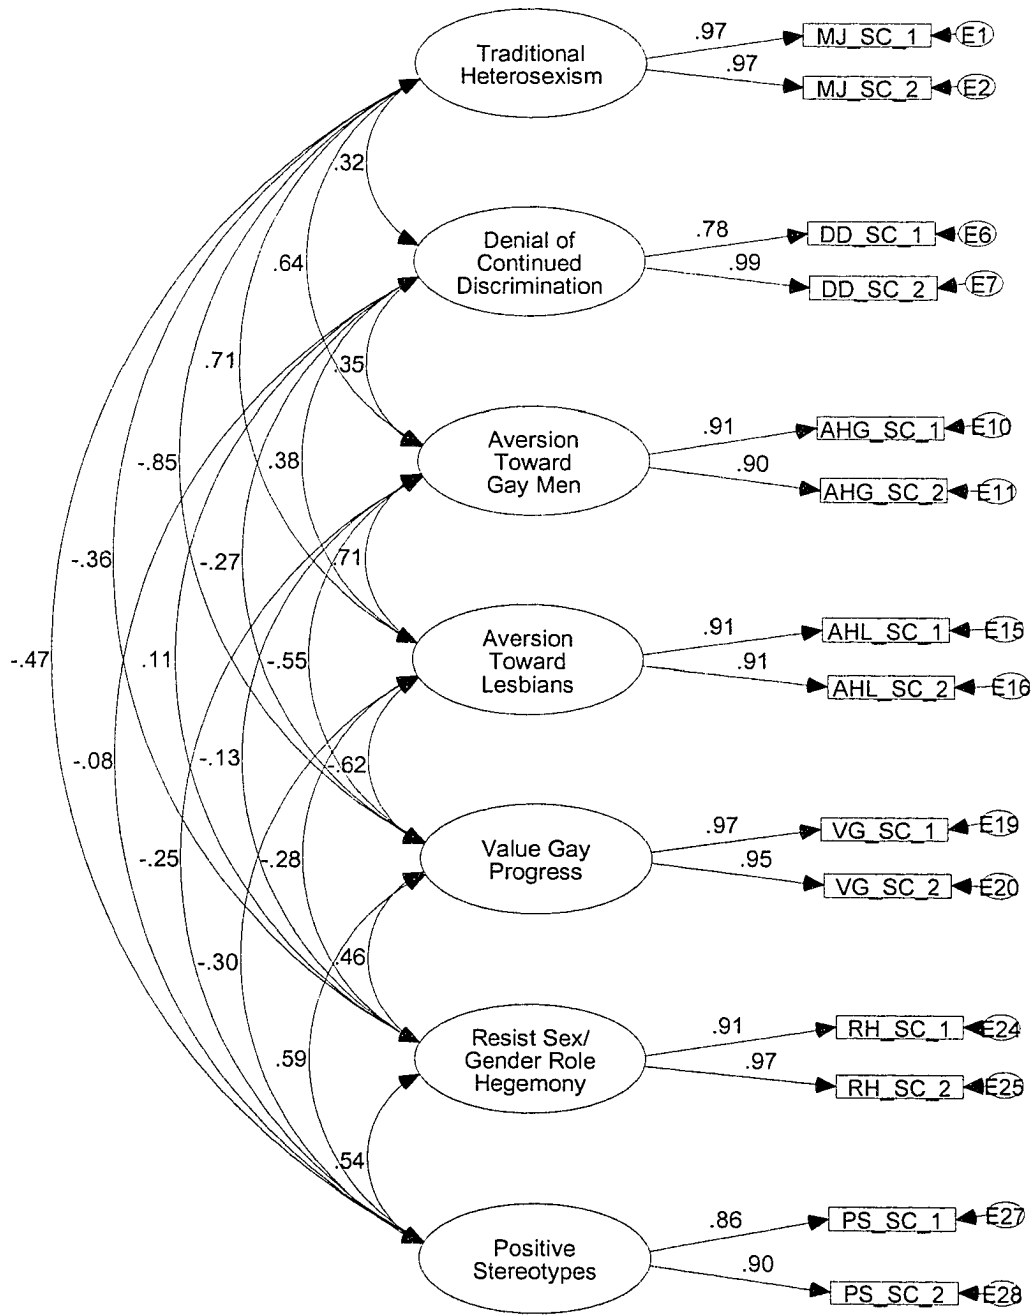 Traditional
Heterosexism
.97
.97
MJ_SC_1
E1
MJ_SC_2
E2
.32
Denial of
Continued
Discrimination
.78
.99
DD_SC_1
E6
DD_SC_2
E7
.64
.35
.71
Aversion
Toward
Gay Men
.91
.90
AHG_SC_1
E10
AHG_SC_2
E11
-.85
.38
-.36
-.27
.71
Aversion
Toward
Lesbians
.91
.91
AHL_SC_1
E15
AHL_SC_2
E16
-.47
.11
-.55
-.08
-.13
-.62
Value Gay
Progress
.97
.95
VG_SC_1
E19
VG_SC_2
E20
-.25
-.28
-.30
.46
Resist Sex/
Gender Role
Hegemony
.91
.97
RH_SC_1
E24
RH_SC_2
E25
.59
.54
Positive
Stereotypes
.86
.90
PS_SC_1
E27
PS_SC_2
E28